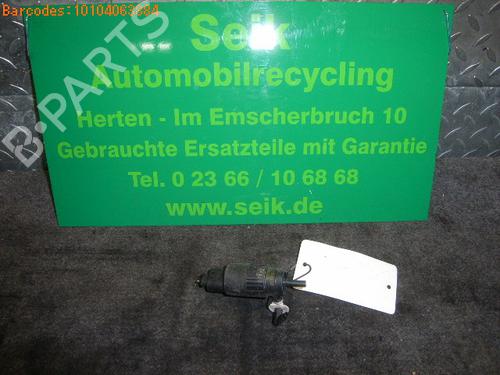 Barcodes:10104063884
B-PARTS
Seik
Automobilrecycling
Herten - Im Emscherbruch 10
Gebrauchte Ersatzteile mit Garantie
Tel. 0 23 66 / 10 68 68
www.seik.de